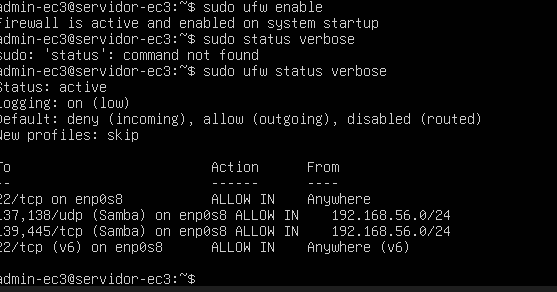 admin-ec3@servidor-ec3:~$ sudo ufw enable
Firewall is active and enabled on system startup
admin-ec3@servidor-ec3:~$ sudo status verbose
sudo: 'status': command not found
admin-ec3@servidor-ec3:~$ sudo ufw status verbose
Status: active
Logging: on (low)
Default: deny (incoming), allow (outgoing), disabled (routed)
New profiles: skip
To                         Action      From
--                         ------      ----
22/tcp on enp0s8           ALLOW IN    Anywhere
137,138/udp (Samba) on enp0s8 ALLOW IN    192.168.56.0/24
139,445/tcp (Samba) on enp0s8 ALLOW IN    192.168.56.0/24
22/tcp (v6) on enp0s8      ALLOW IN    Anywhere (v6)
admin-ec3@servidor-ec3:~$